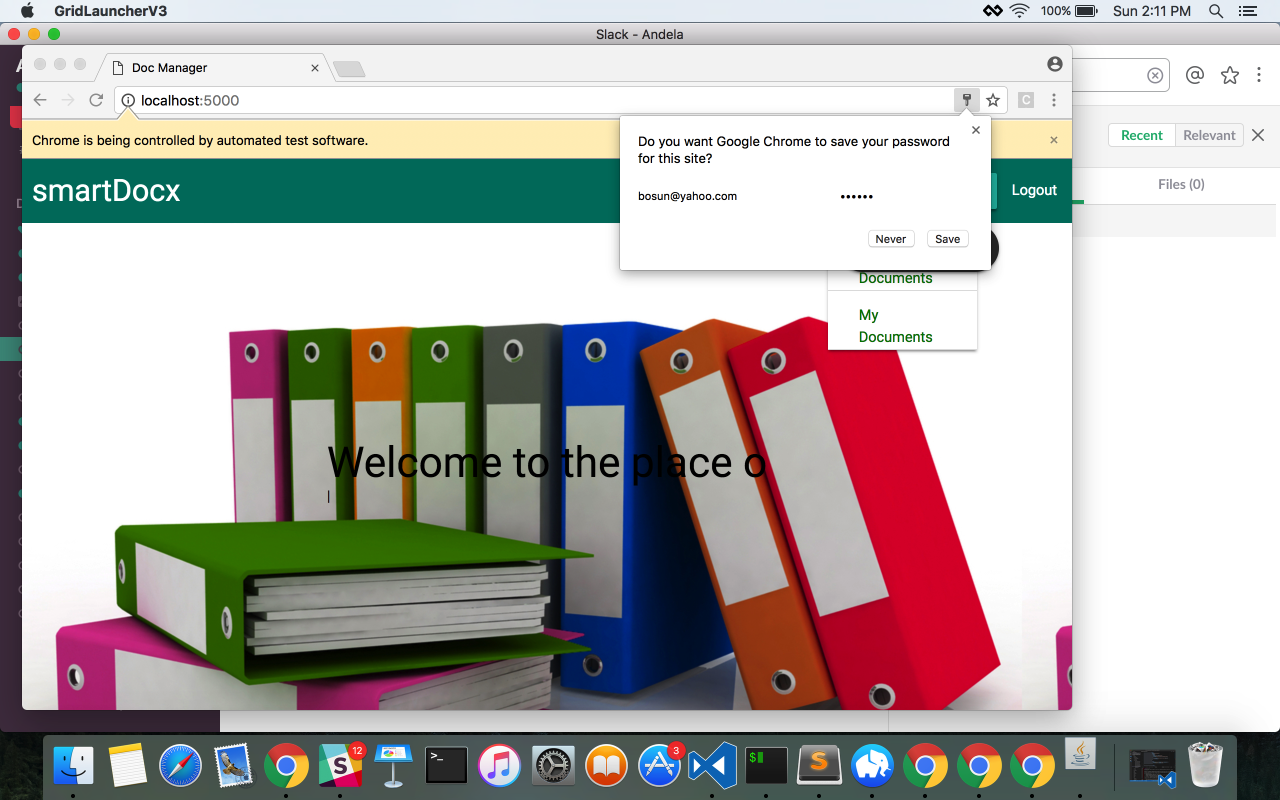 GridLauncherV3
100%
Sun 2:11 PM
Slack - Andela
Doc Manager
localhost:5000
Chrome is being controlled by automated test software.
Do you want Google Chrome to save your password
for this site?
bosun@yahoo.com
••••••
Never
Save
smartDocx
Logout
Documents
My
Documents
Welcome to the place o
Recent
Relevant
Files (0)
12
3